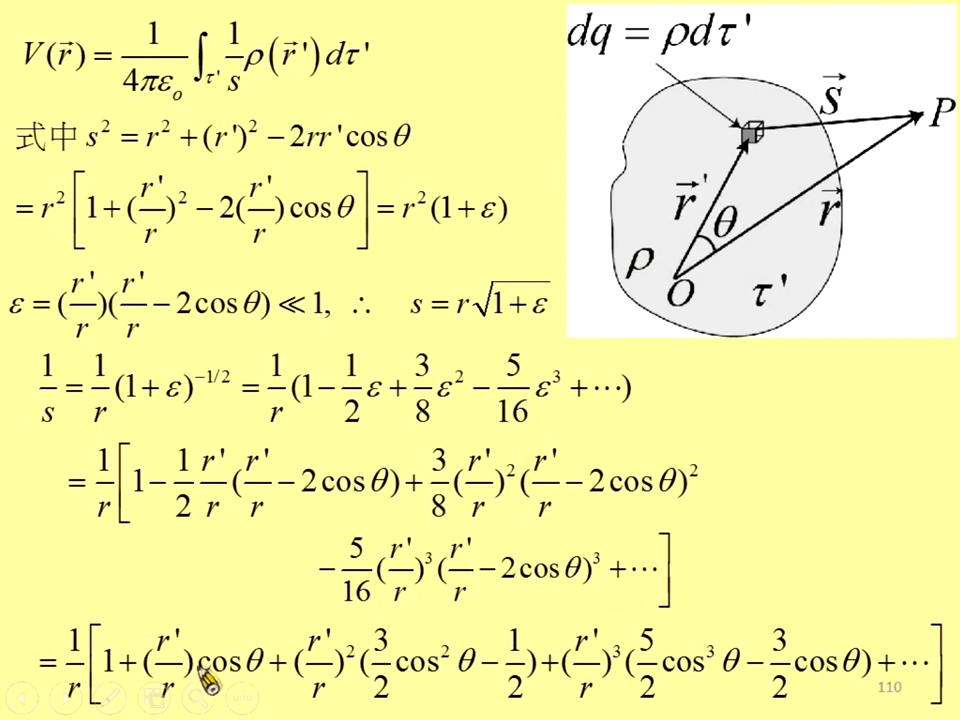 V(r⃗) = 1/(4πε₀) ∫_τ' (1/s) ρ(r⃗ ') dτ '
式中 s² = r² + (r ')² − 2rr 'cos θ
= r² [1 + (r '/r)² − 2(r '/r) cos θ] = r² (1 + ε)
ε = (r '/r)(r '/r − 2cos θ) ≪ 1, ∴ s = r √(1 + ε)
1/s = 1/r (1 + ε)^(−1/2) = 1/r (1 − 1/2 ε + 3/8 ε² − 5/16 ε³ + ⋯)
= 1/r [1 − 1/2 r '/r (r '/r − 2cos θ) + 3/8 (r '/r)² (r '/r − 2cos θ)²
− 5/16 (r '/r)³ (r '/r − 2cos θ)³ + ⋯]
= 1/r [1 + (r '/r)cos θ + (r '/r)² (3/2 cos² θ − 1/2) + (r '/r)³ (5/2 cos³ θ − 3/2 cos θ) + ⋯]
dq = ρdτ '
s⃗
P
r⃗ '
r⃗
θ
ρ
O
τ '
110